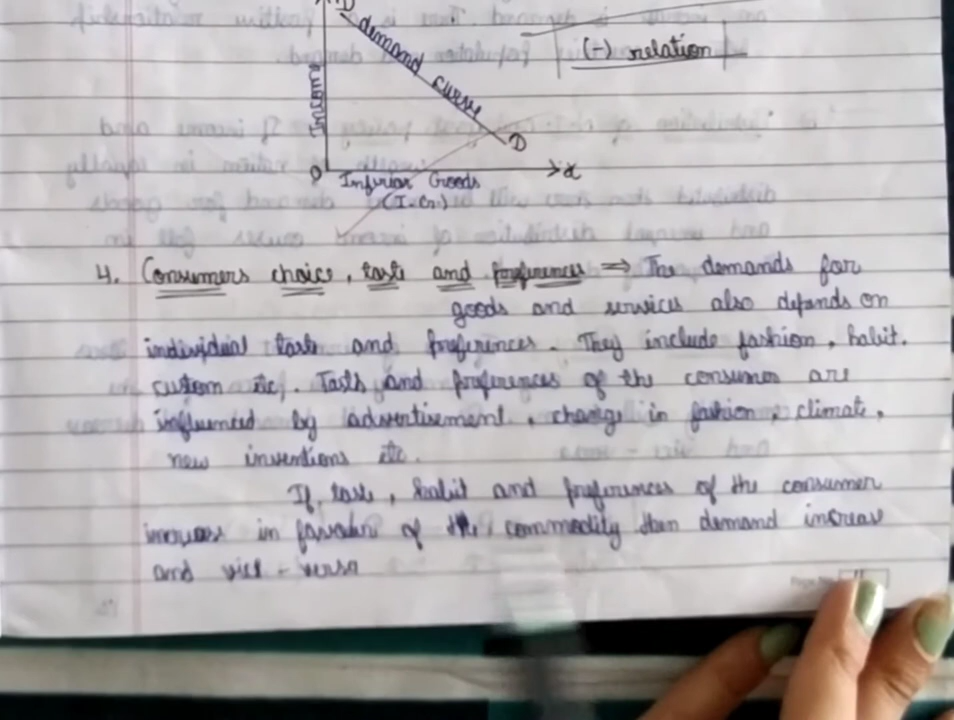 D
demand curve
(-) relation
Income
D
O
x
Inferior Goods
(I.G)
4. Consumers choice, taste and preferences ⇒ The demands for
goods and services also depends on
individual taste and preferences. They include fashion, habit.
custom etc. Tasts and preferences of the consumer are
influenced by advertisement, change in fashion, climate,
new inventions etc.
If, taste, habit and preferences of the consumer
increases in of the commodity then demand increase
and vice-versa